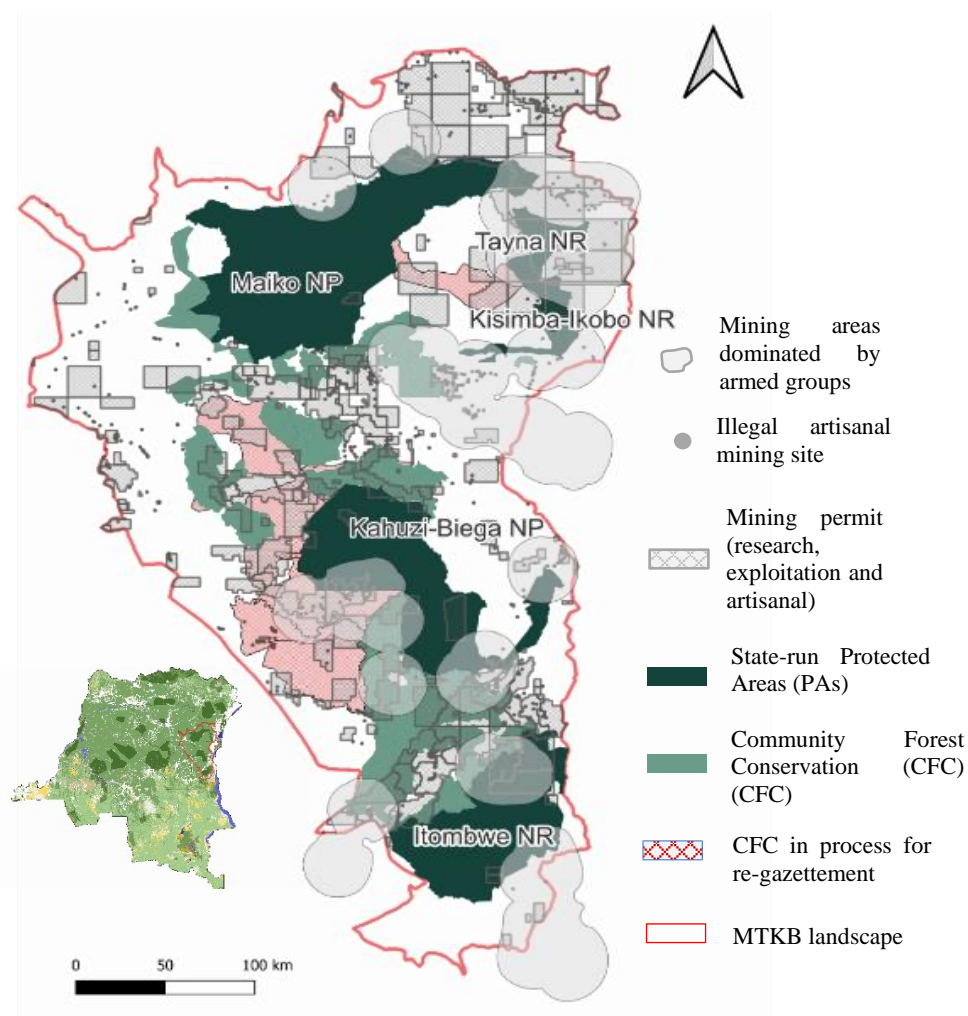 Tayna NR
Maiko NP
Kisimba-Ikobo NR
Kahuzi-Biega NP
Itombwe NR
Mining areas
dominated by
armed groups
Illegal artisanal
mining site
Mining permit
(research,
exploitation and
artisanal)
State-run Protected
Areas (PAs)
Community Forest
Conservation (CFC)
(CFC)
CFC in process for
re-gazettement
MTKB landscape
0 50 100 km